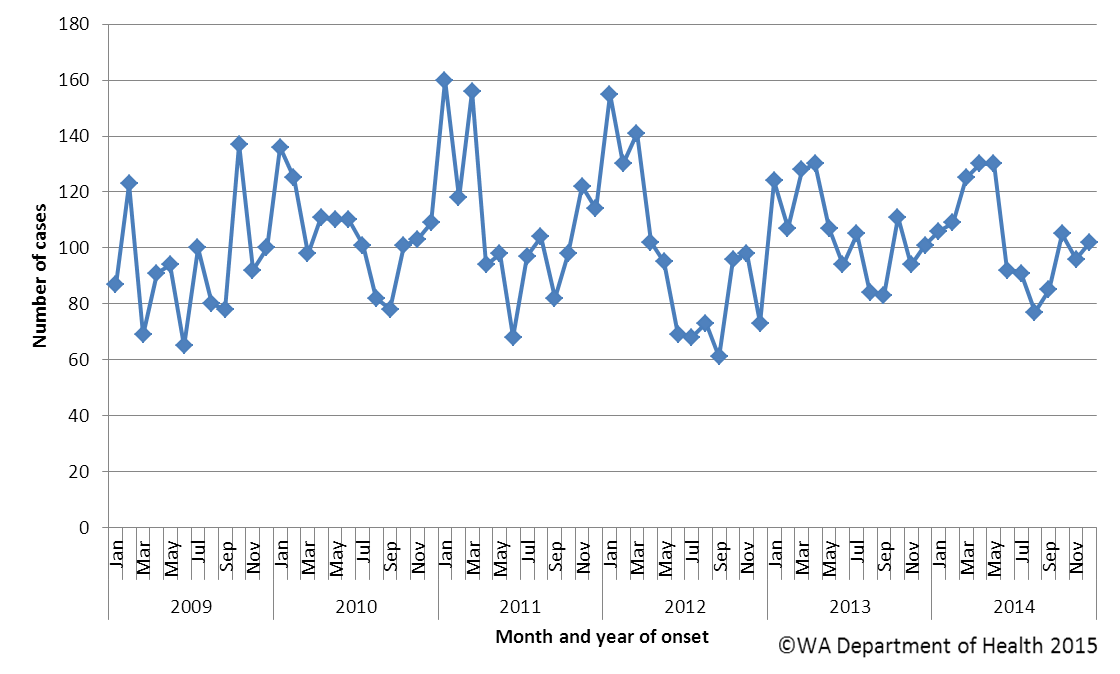 180
160
140
120
100
80
60
40
20
0
Number of cases
Jan Mar May Jul Sep Nov Jan Mar May Jul Sep Nov Jan Mar May Jul Sep Nov Jan Mar May Jul Sep Nov Jan Mar May Jul Sep Nov Jan Mar May Jul Sep Nov
2009 2010 2011 2012 2013 2014
Month and year of onset
©WA Department of Health 2015